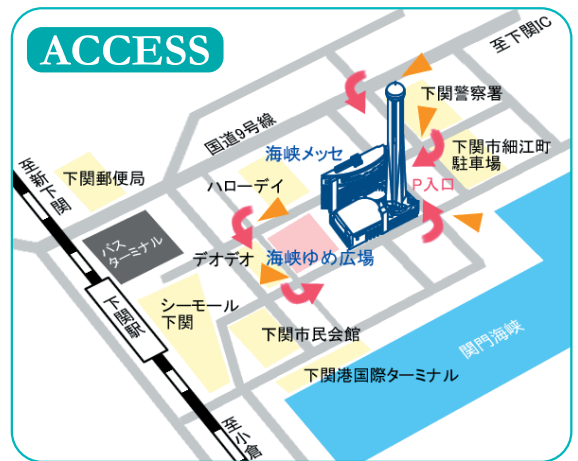 ACCESS
至下関IC
国道9号線
下関警察署
至新下関
下関郵便局
海峡メッセ
下関市細江町
駐車場
ハローデイ
P入口
バス
ターミナル
デオデオ
海峡ゆめ広場
下関駅
シーモール
下関
下関市民会館
関門海峡
下関港国際ターミナル
至小倉